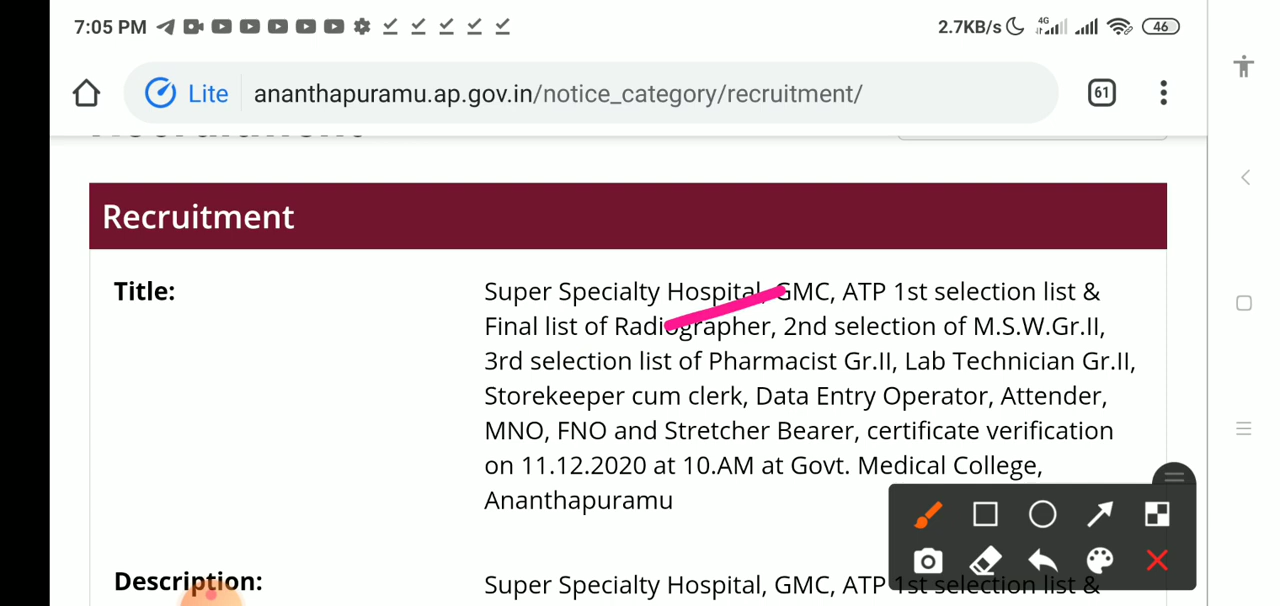 7:05 PM
2.7KB/s 4G 46
Lite ananthapuramu.ap.gov.in/notice_category/recruitment/ 61
Recruitment
Recruitment
Title: Super Specialty Hospital, GMC, ATP 1st selection list &
Final list of Radiographer, 2nd selection of M.S.W.Gr.II,
3rd selection list of Pharmacist Gr.II, Lab Technician Gr.II,
Storekeeper cum clerk, Data Entry Operator, Attender,
MNO, FNO and Stretcher Bearer, certificate verification
on 11.12.2020 at 10.AM at Govt. Medical College,
Ananthapuramu
Description: Super Specialty Hospital, GMC, ATP 1st selection list &